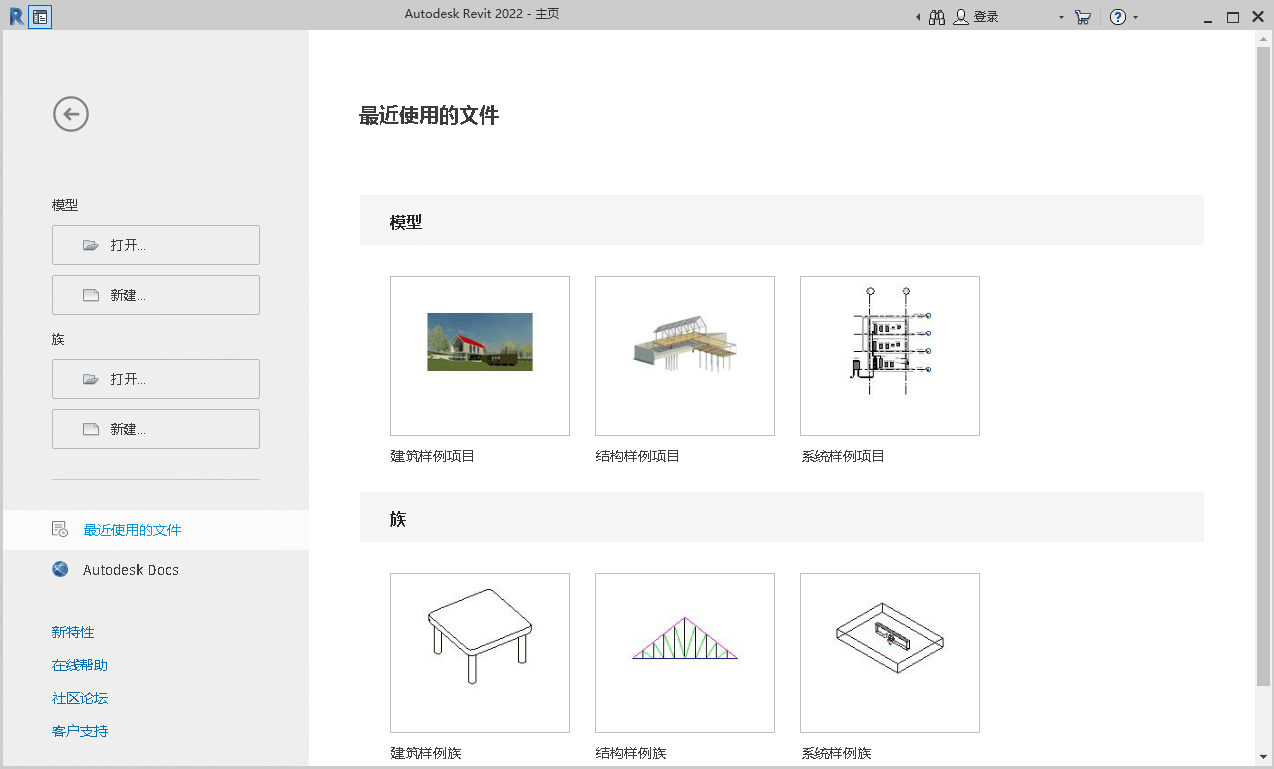 Autodesk Revit 2022 - 主页
登录
模型
打开...
新建...
族
打开...
新建...
最近使用的文件
Autodesk Docs
新特性
在线帮助
社区论坛
客户支持
最近使用的文件
模型
建筑样例项目
结构样例项目
系统样例项目
族
建筑样例族
结构样例族
系统样例族